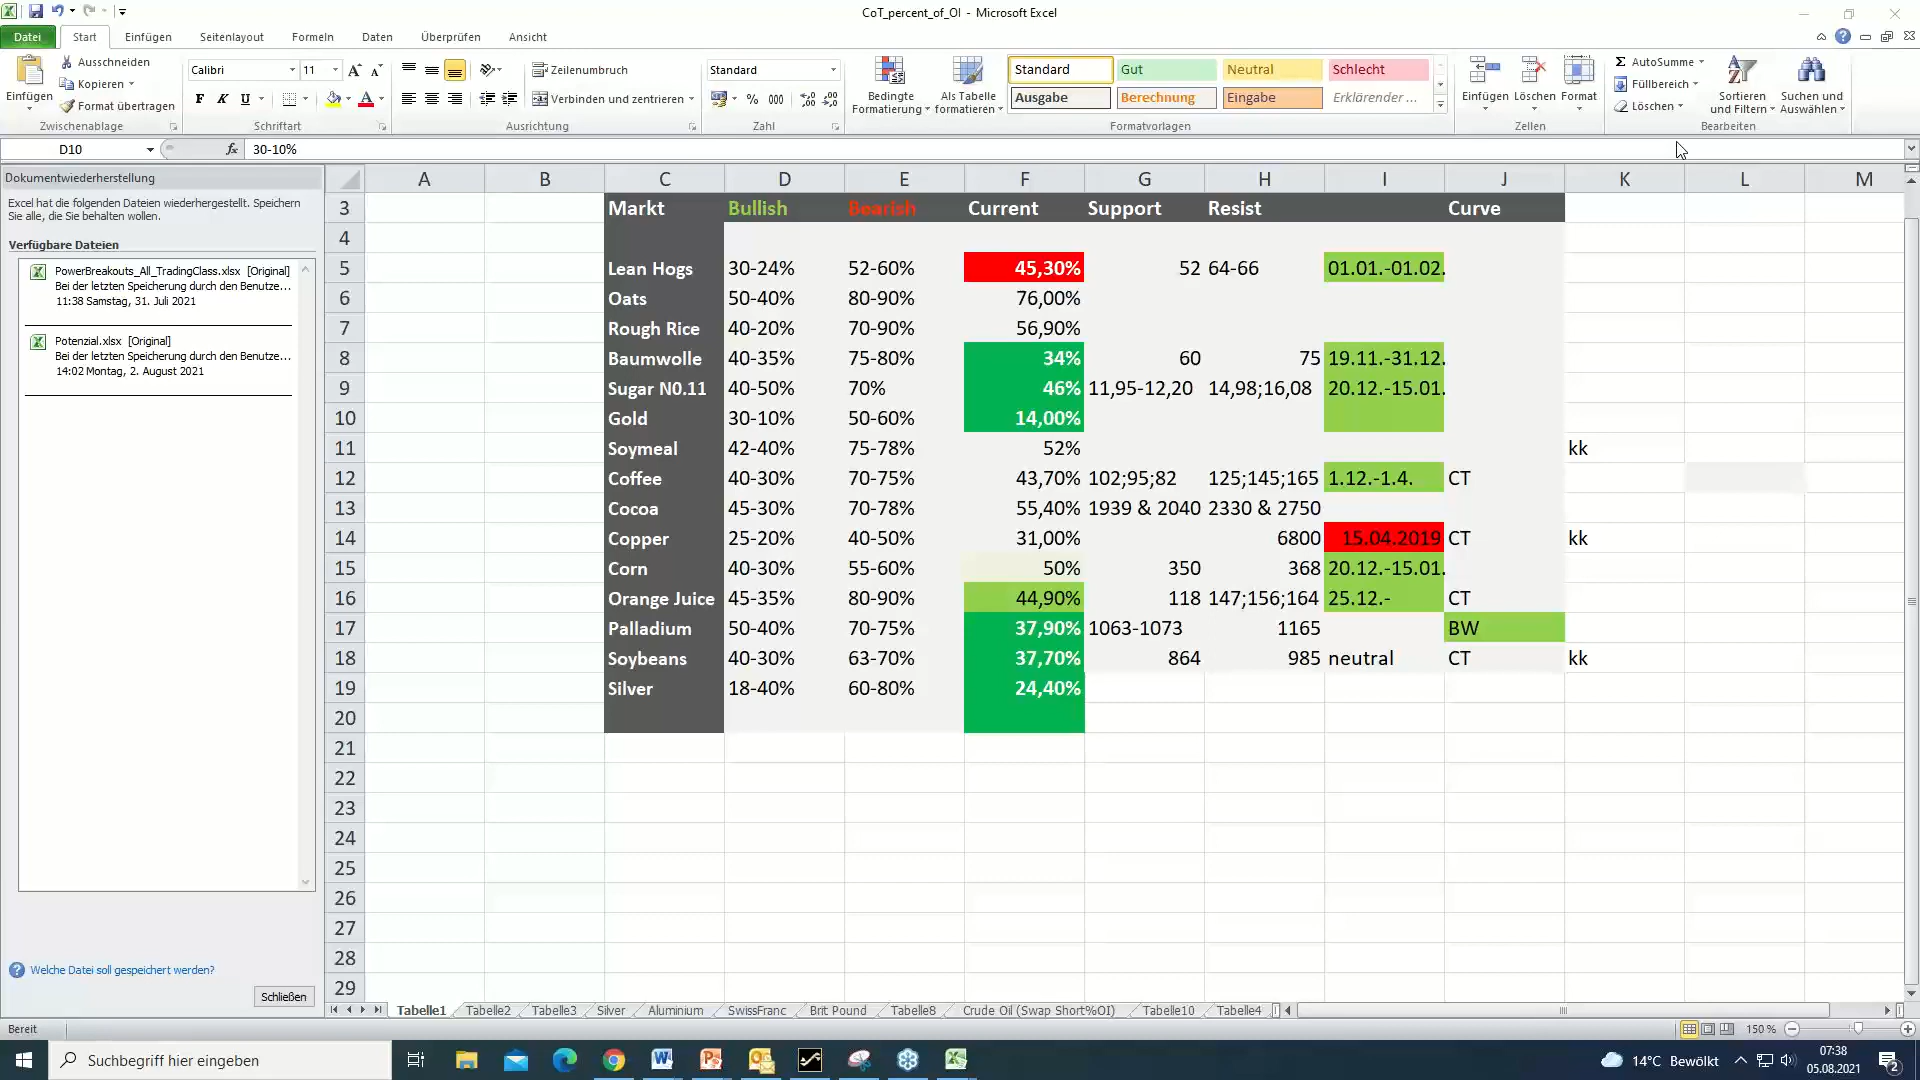 CoT_percent_of_OI - Microsoft Excel
Datei Start Einfügen Seitenlayout Formeln Daten Überprüfen Ansicht
Einfügen
Ausschneiden
Kopieren
Format übertragen
Zwischenablage
Calibri 11
F K U
Schriftart
Zeilenumbruch
Verbinden und zentrieren
Ausrichtung
Standard
% 000
Zahl
Bedingte Formatierung
Als Tabelle formatieren
Standard Gut Neutral Schlecht
Ausgabe Berechnung Eingabe Erklärender ...
Formatvorlagen
Einfügen Löschen Format
Zellen
Σ AutoSumme
Füllbereich
Löschen
Sortieren und Filtern
Suchen und Auswählen
Bearbeiten
D10 fx 30-10%
Dokumentwiederherstellung
Excel hat die folgenden Dateien wiederhergestellt. Speichern
Sie alle, die Sie behalten wollen.
Verfügbare Dateien
PowerBreakouts_All_TradingClass.xlsx [Original]
Bei der letzten Speicherung durch den Benutze...
11:38 Samstag, 31. Juli 2021
Potenzial.xlsx [Original]
Bei der letzten Speicherung durch den Benutze...
14:02 Montag, 2. August 2021
Welche Datei soll gespeichert werden?
Schließen
A B C D E F G H I J K L M
3 Markt Bullish Bearish Current Support Resist Curve
4
5 Lean Hogs 30-24% 52-60% 45,30% 52 64-66 01.01.-01.02.
6 Oats 50-40% 80-90% 76,00%
7 Rough Rice 40-20% 70-90% 56,90%
8 Baumwolle 40-35% 75-80% 34% 60 75 19.11.-31.12.
9 Sugar N0.11 40-50% 70% 46% 11,95-12,20 14,98;16,08 20.12.-15.01.
10 Gold 30-10% 50-60% 14,00%
11 Soymeal 42-40% 75-78% 52% kk
12 Coffee 40-30% 70-75% 43,70% 102;95;82 125;145;165 1.12.-1.4. CT
13 Cocoa 45-30% 70-78% 55,40% 1939 & 2040 2330 & 2750
14 Copper 25-20% 40-50% 31,00% 6800 15.04.2019 CT kk
15 Corn 40-30% 55-60% 50% 350 368 20.12.-15.01.
16 Orange Juice 45-35% 80-90% 44,90% 118 147;156;164 25.12.- CT
17 Palladium 50-40% 70-75% 37,90% 1063-1073 1165 BW
18 Soybeans 40-30% 63-70% 37,70% 864 985 neutral CT kk
19 Silver 18-40% 60-80% 24,40%
20
21
22
23
24
25
26
27
28
29
Tabelle1 Tabelle2 Tabelle3 Silver Aluminium SwissFranc Brit Pound Tabelle8 Crude Oil (Swap Short%OI) Tabelle10 Tabelle4
Bereit 150 %
Suchbegriff hier eingeben
14°C Bewölkt
07:38
05.08.2021
2